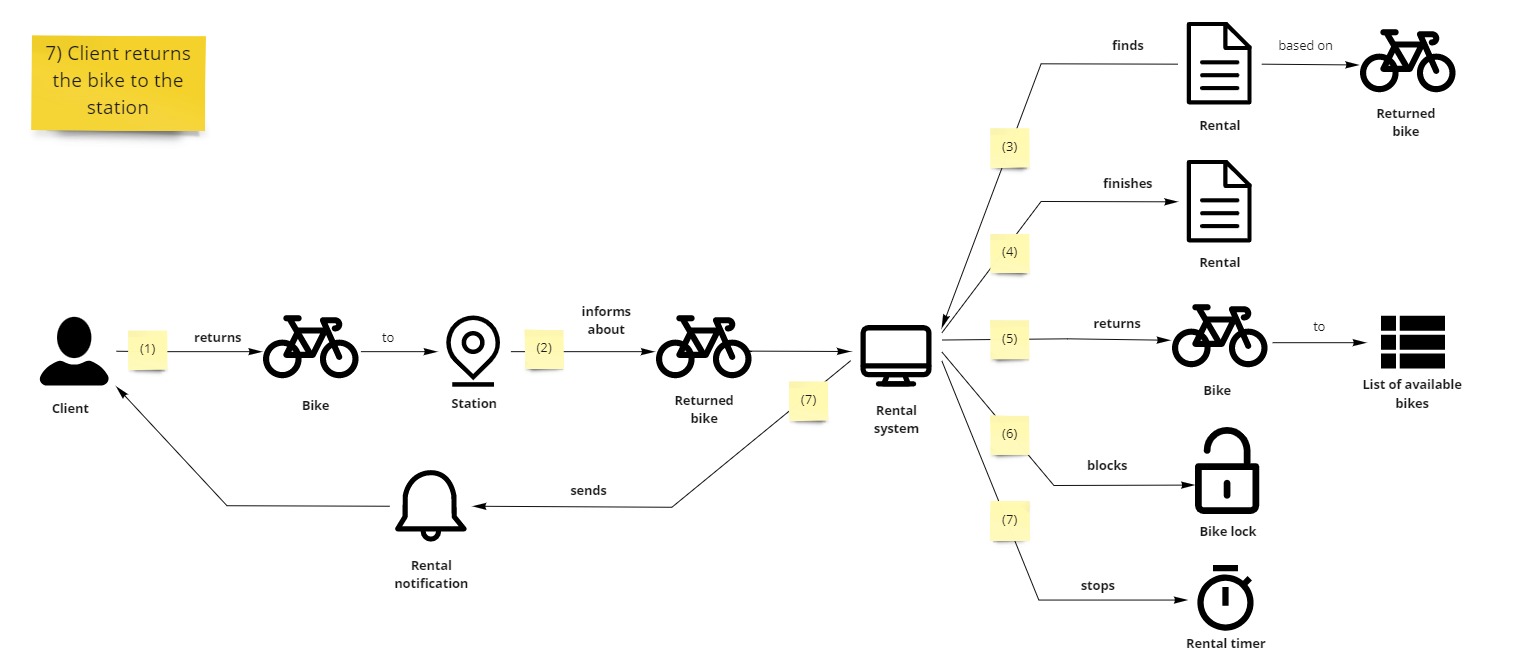 7) Client returns
the bike to the
station
finds
based on
Rental
Returned
bike
(3)
finishes
(4)
Rental
(1)
returns
to
(2)
informs
about
(5)
returns
to
Client
Bike
Station
Returned
bike
(7)
Rental
system
Bike
List of available
bikes
(6)
blocks
sends
Bike lock
(7)
Rental
notification
stops
Rental timer